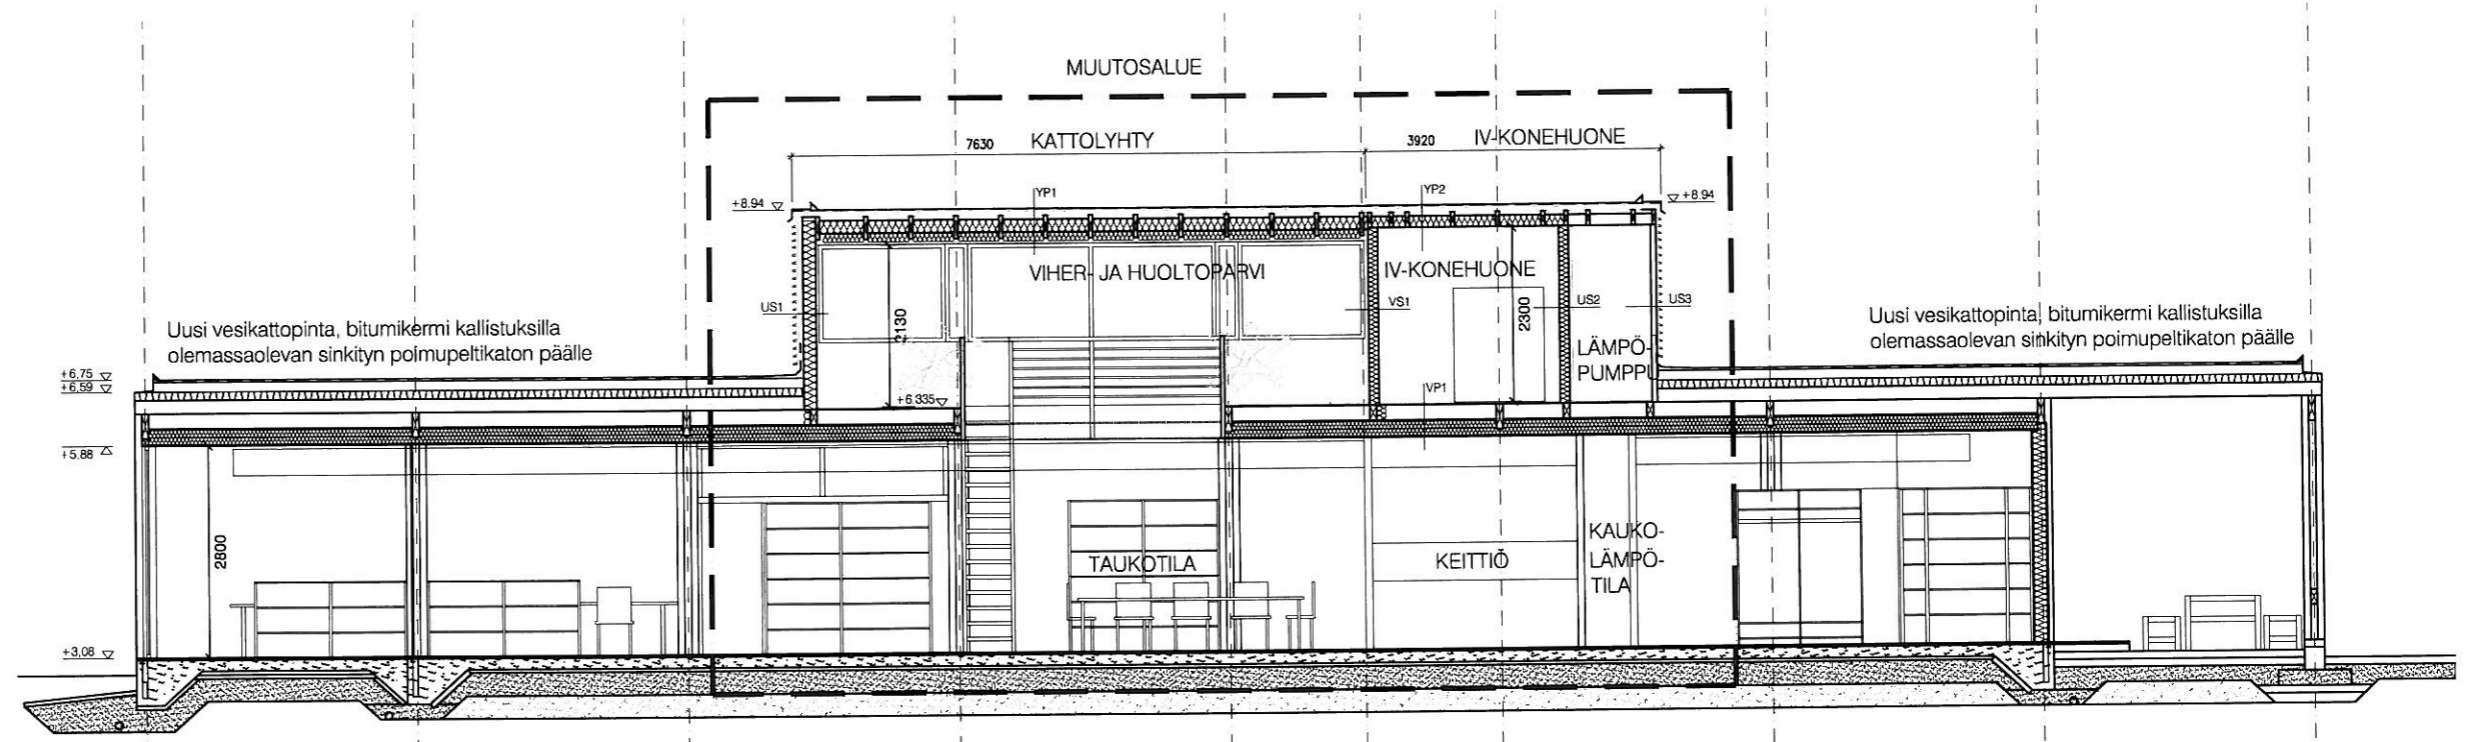 MUUTOSALUE
7630 KATTOLYHTY 3920 IV-KONEHUONE
YP1 YP2
+8.94 +8.94
VIHER- JA HUOLTOPARVI IV-KONEHUONE
US1 VS1 US2 US3
2130 2300
Uusi vesikattopinta, bitumikermi kallistuksilla
olemassaolevan sinkityn poimupeltikaton päälle
Uusi vesikattopinta, bitumikermi kallistuksilla
olemassaolevan sinkityn poimupeltikaton päälle
LÄMPÖ-
PUMPPU
+6,75
+6,59
+6.335 VP1
+5.88
2800
TAUKOTILA KEITTIÖ
KAUKO-
LÄMPÖ-
TILA
+3,08